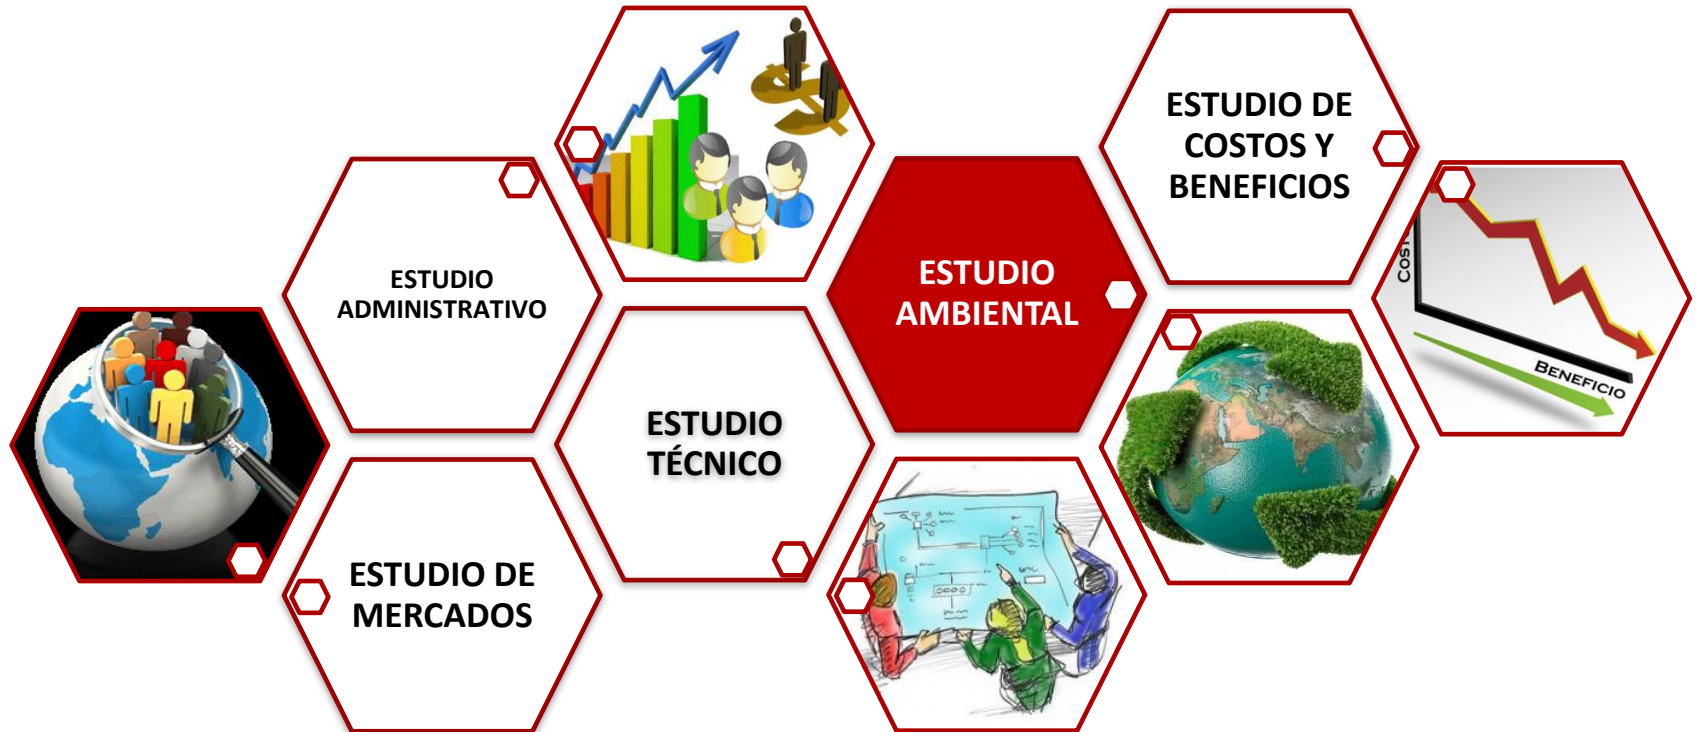 ESTUDIO DE
COSTOS Y
BENEFICIOS
ESTUDIO
ADMINISTRATIVO
ESTUDIO
AMBIENTAL
ESTUDIO
TÉCNICO
ESTUDIO DE
MERCADOS
BENEFICIO